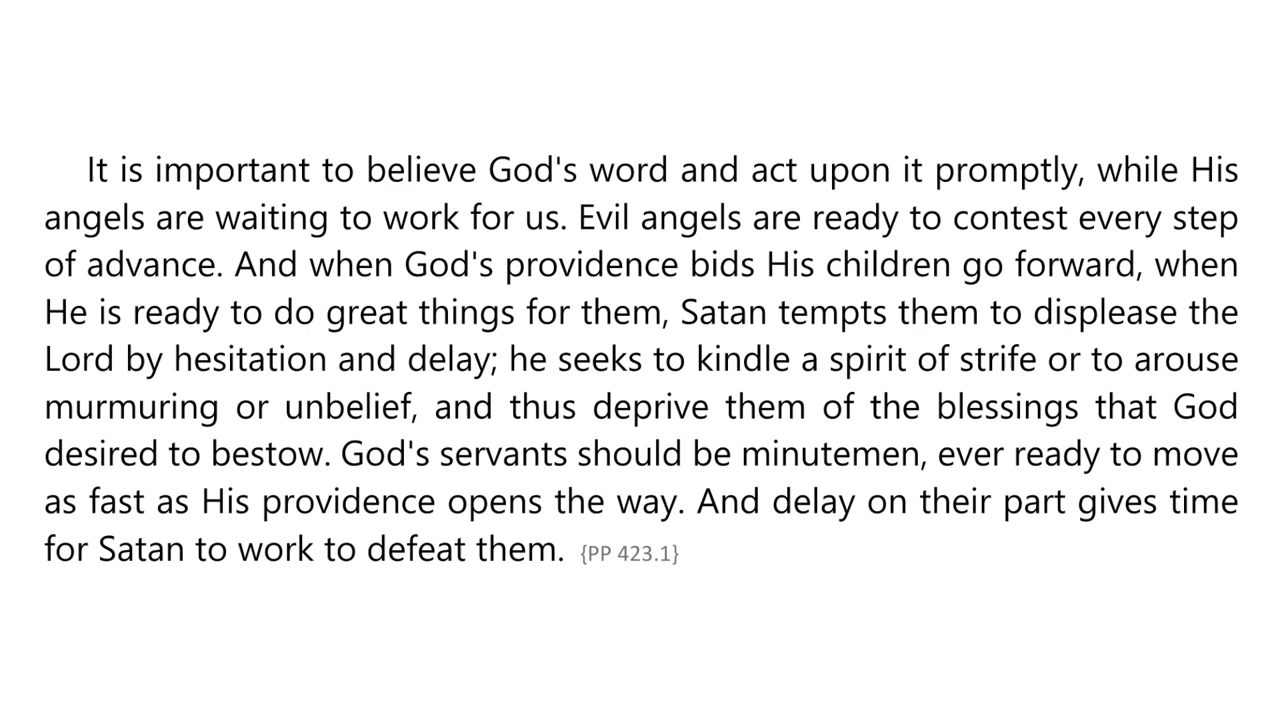 It is important to believe God's word and act upon it promptly, while His
angels are waiting to work for us. Evil angels are ready to contest every step
of advance. And when God's providence bids His children go forward, when
He is ready to do great things for them, Satan tempts them to displease the
Lord by hesitation and delay; he seeks to kindle a spirit of strife or to arouse
murmuring or unbelief, and thus deprive them of the blessings that God
desired to bestow. God's servants should be minutemen, ever ready to move
as fast as His providence opens the way. And delay on their part gives time
for Satan to work to defeat them. {PP 423.1}